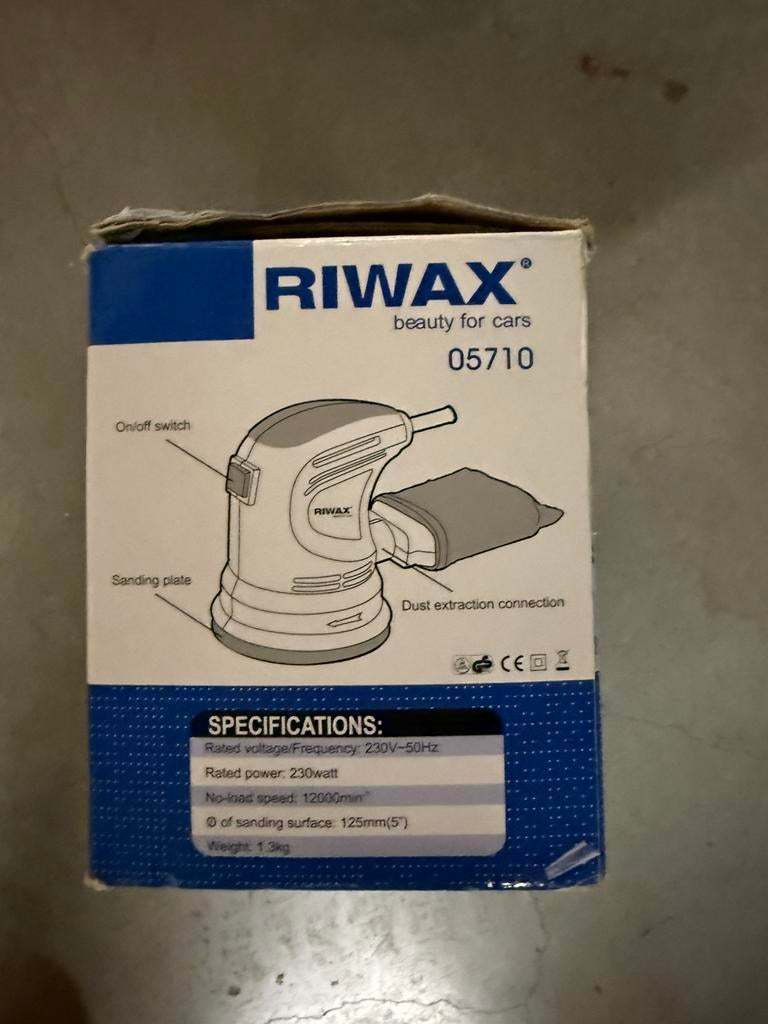 RIWAX®
beauty for cars
05710
On/off switch
RIWAX
Sanding plate
Dust extraction connection
CE
SPECIFICATIONS:
Rated voltage/Frequency: 230V~50Hz
Rated power: 230watt
No-load speed: 12000min⁻¹
Ø of sanding surface: 125mm(5")
Weight: 1.3kg